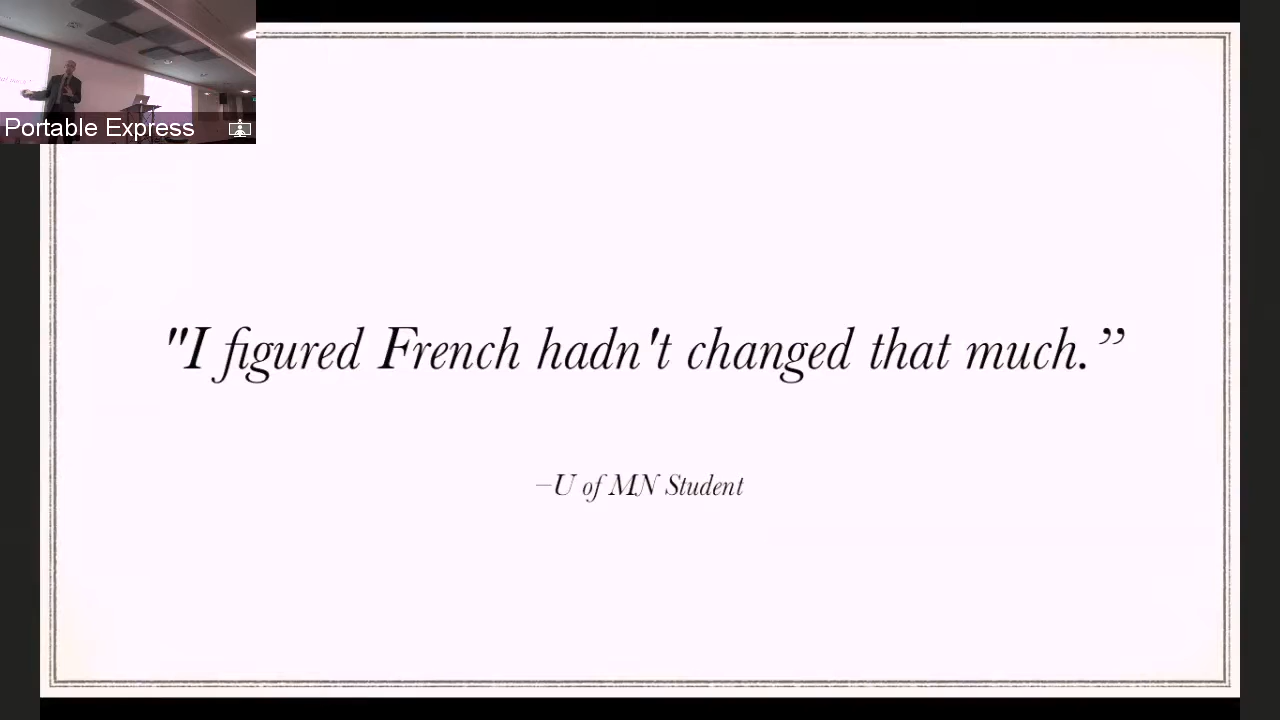 Portable Express
"I figured French hadn't changed that much.”
–U of MN Student